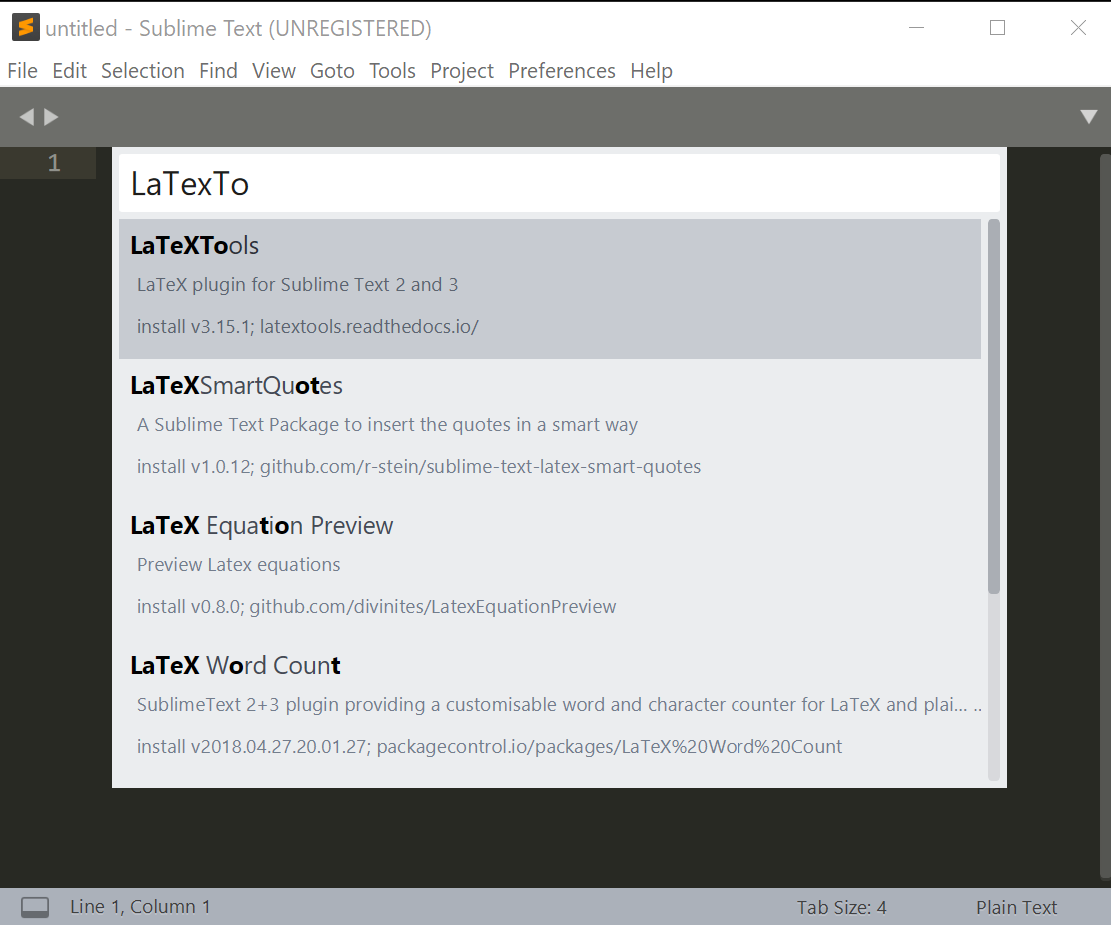 untitled - Sublime Text (UNREGISTERED)
File Edit Selection Find View Goto Tools Project Preferences Help
1
LaTexTo
LaTeXTools
LaTeX plugin for Sublime Text 2 and 3
install v3.15.1; latextools.readthedocs.io/
LaTeXSmartQuotes
A Sublime Text Package to insert the quotes in a smart way
install v1.0.12; github.com/r-stein/sublime-text-latex-smart-quotes
LaTeX Equation Preview
Preview Latex equations
install v0.8.0; github.com/divinites/LatexEquationPreview
LaTeX Word Count
SublimeText 2+3 plugin providing a customisable word and character counter for LaTeX and plai... ..
install v2018.04.27.20.01.27; packagecontrol.io/packages/LaTeX%20Word%20Count
Line 1, Column 1 Tab Size: 4 Plain Text